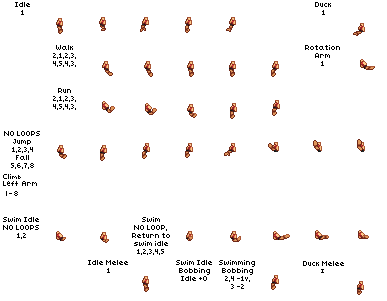 Idle
1
Duck
1
Walk
2,1,2,3,
4,5,4,3,
Rotation
Arm
1
Run
2,1,2,3,
4,5,4,3,
NO LOOPS
Jump
1,2,3,4
Fall
5,6,7,8
Climb
Left Arm
1-8
Swim Idle
NO LOOPS
1,2
Swim
NO LOOP,
Return to
swim idle
1,2,3,4,5
Swim Idle
Bobbing
Idle +0
Swimming
Bobbing
2,4 -1v,
3 -2
Idle Melee
1
Duck Melee
1